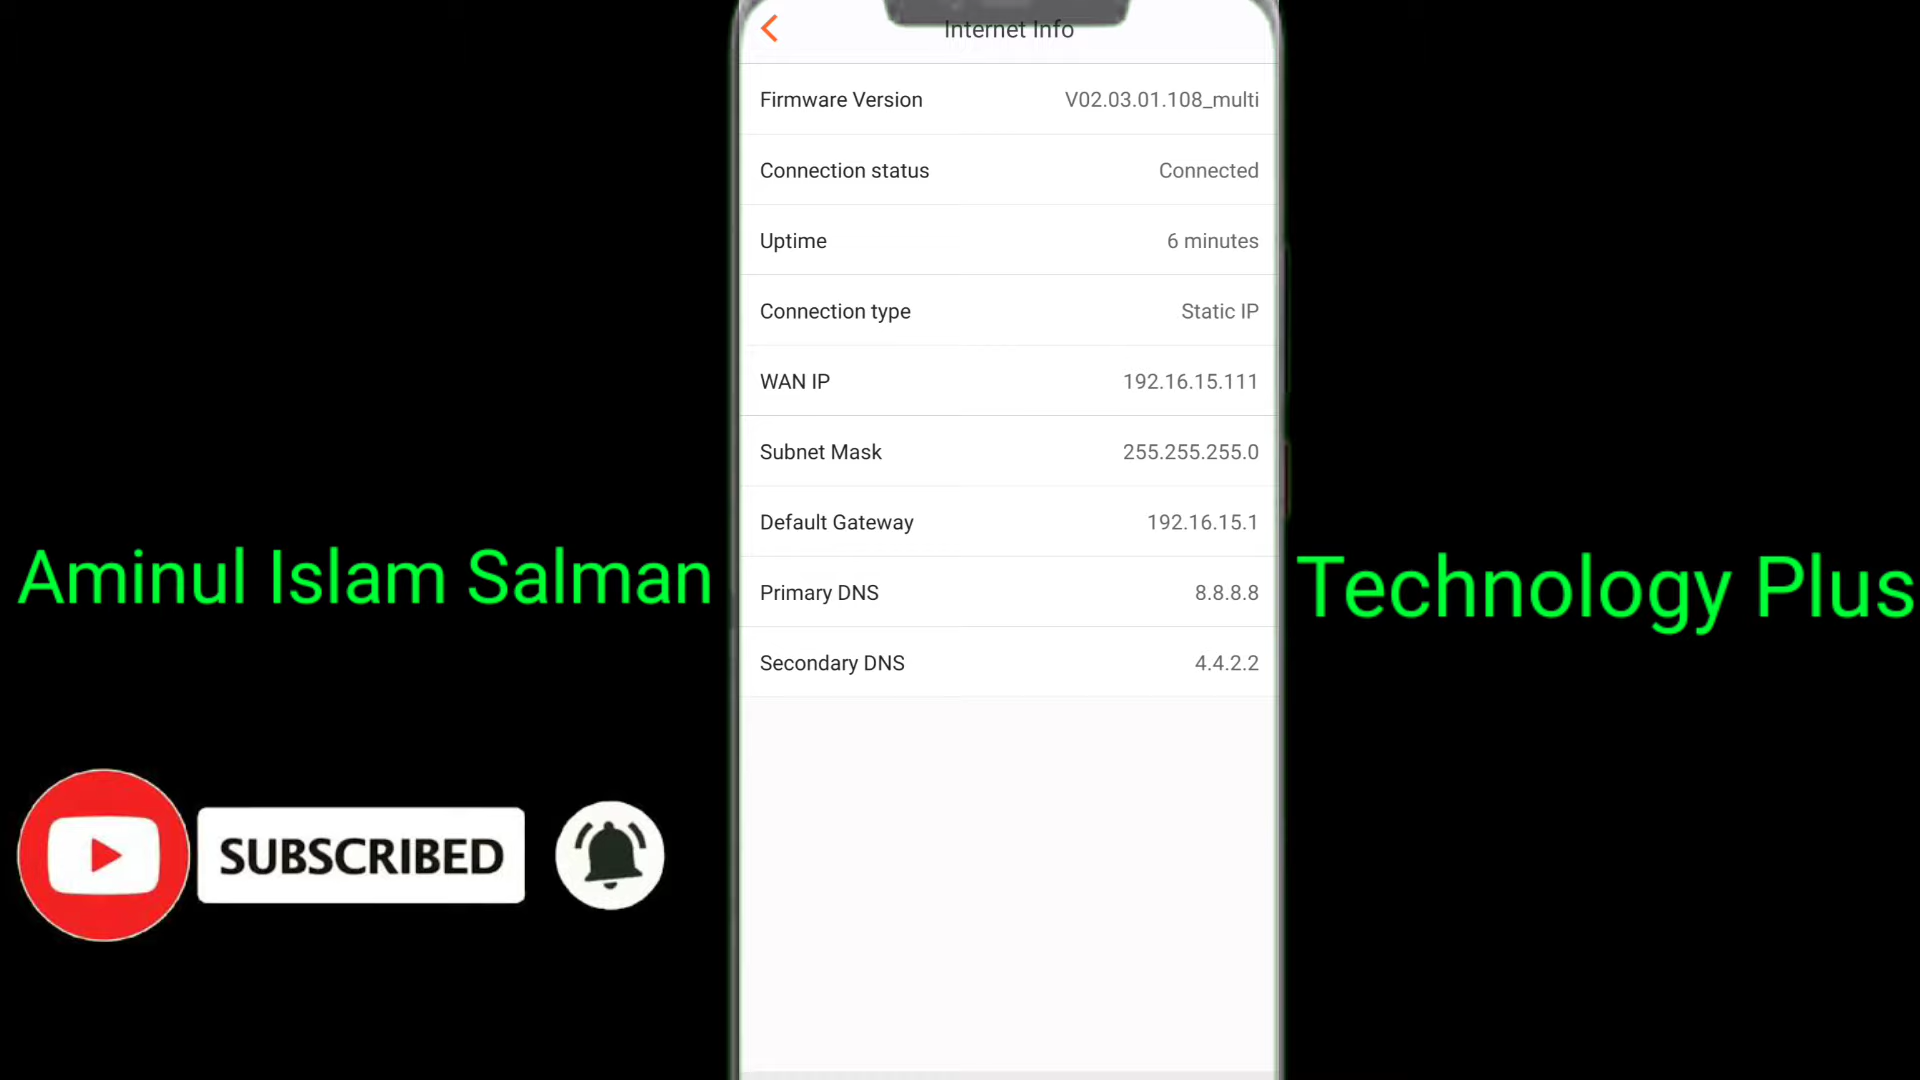 Internet Info
Firmware Version V02.03.01.108_multi
Connection status Connected
Uptime 6 minutes
Connection type Static IP
WAN IP 192.16.15.111
Subnet Mask 255.255.255.0
Default Gateway 192.16.15.1
Primary DNS 8.8.8.8
Secondary DNS 4.4.2.2
Aminul Islam Salman
Technology Plus
SUBSCRIBED